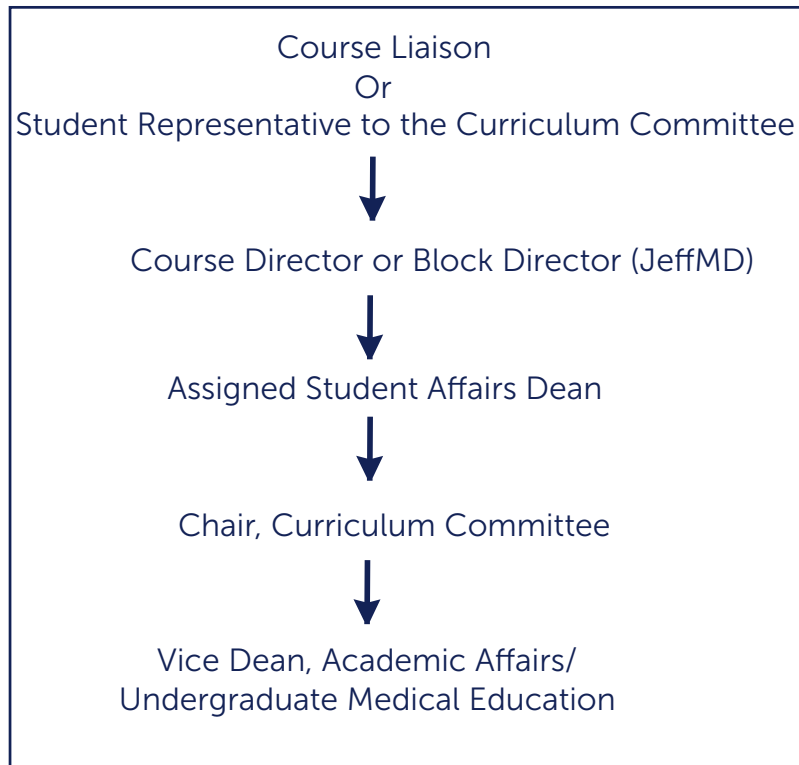 Course Liaison
Or
Student Representative to the Curriculum Committee
Course Director or Block Director (JeffMD)
Assigned Student Affairs Dean
Chair, Curriculum Committee
Vice Dean, Academic Affairs/
Undergraduate Medical Education